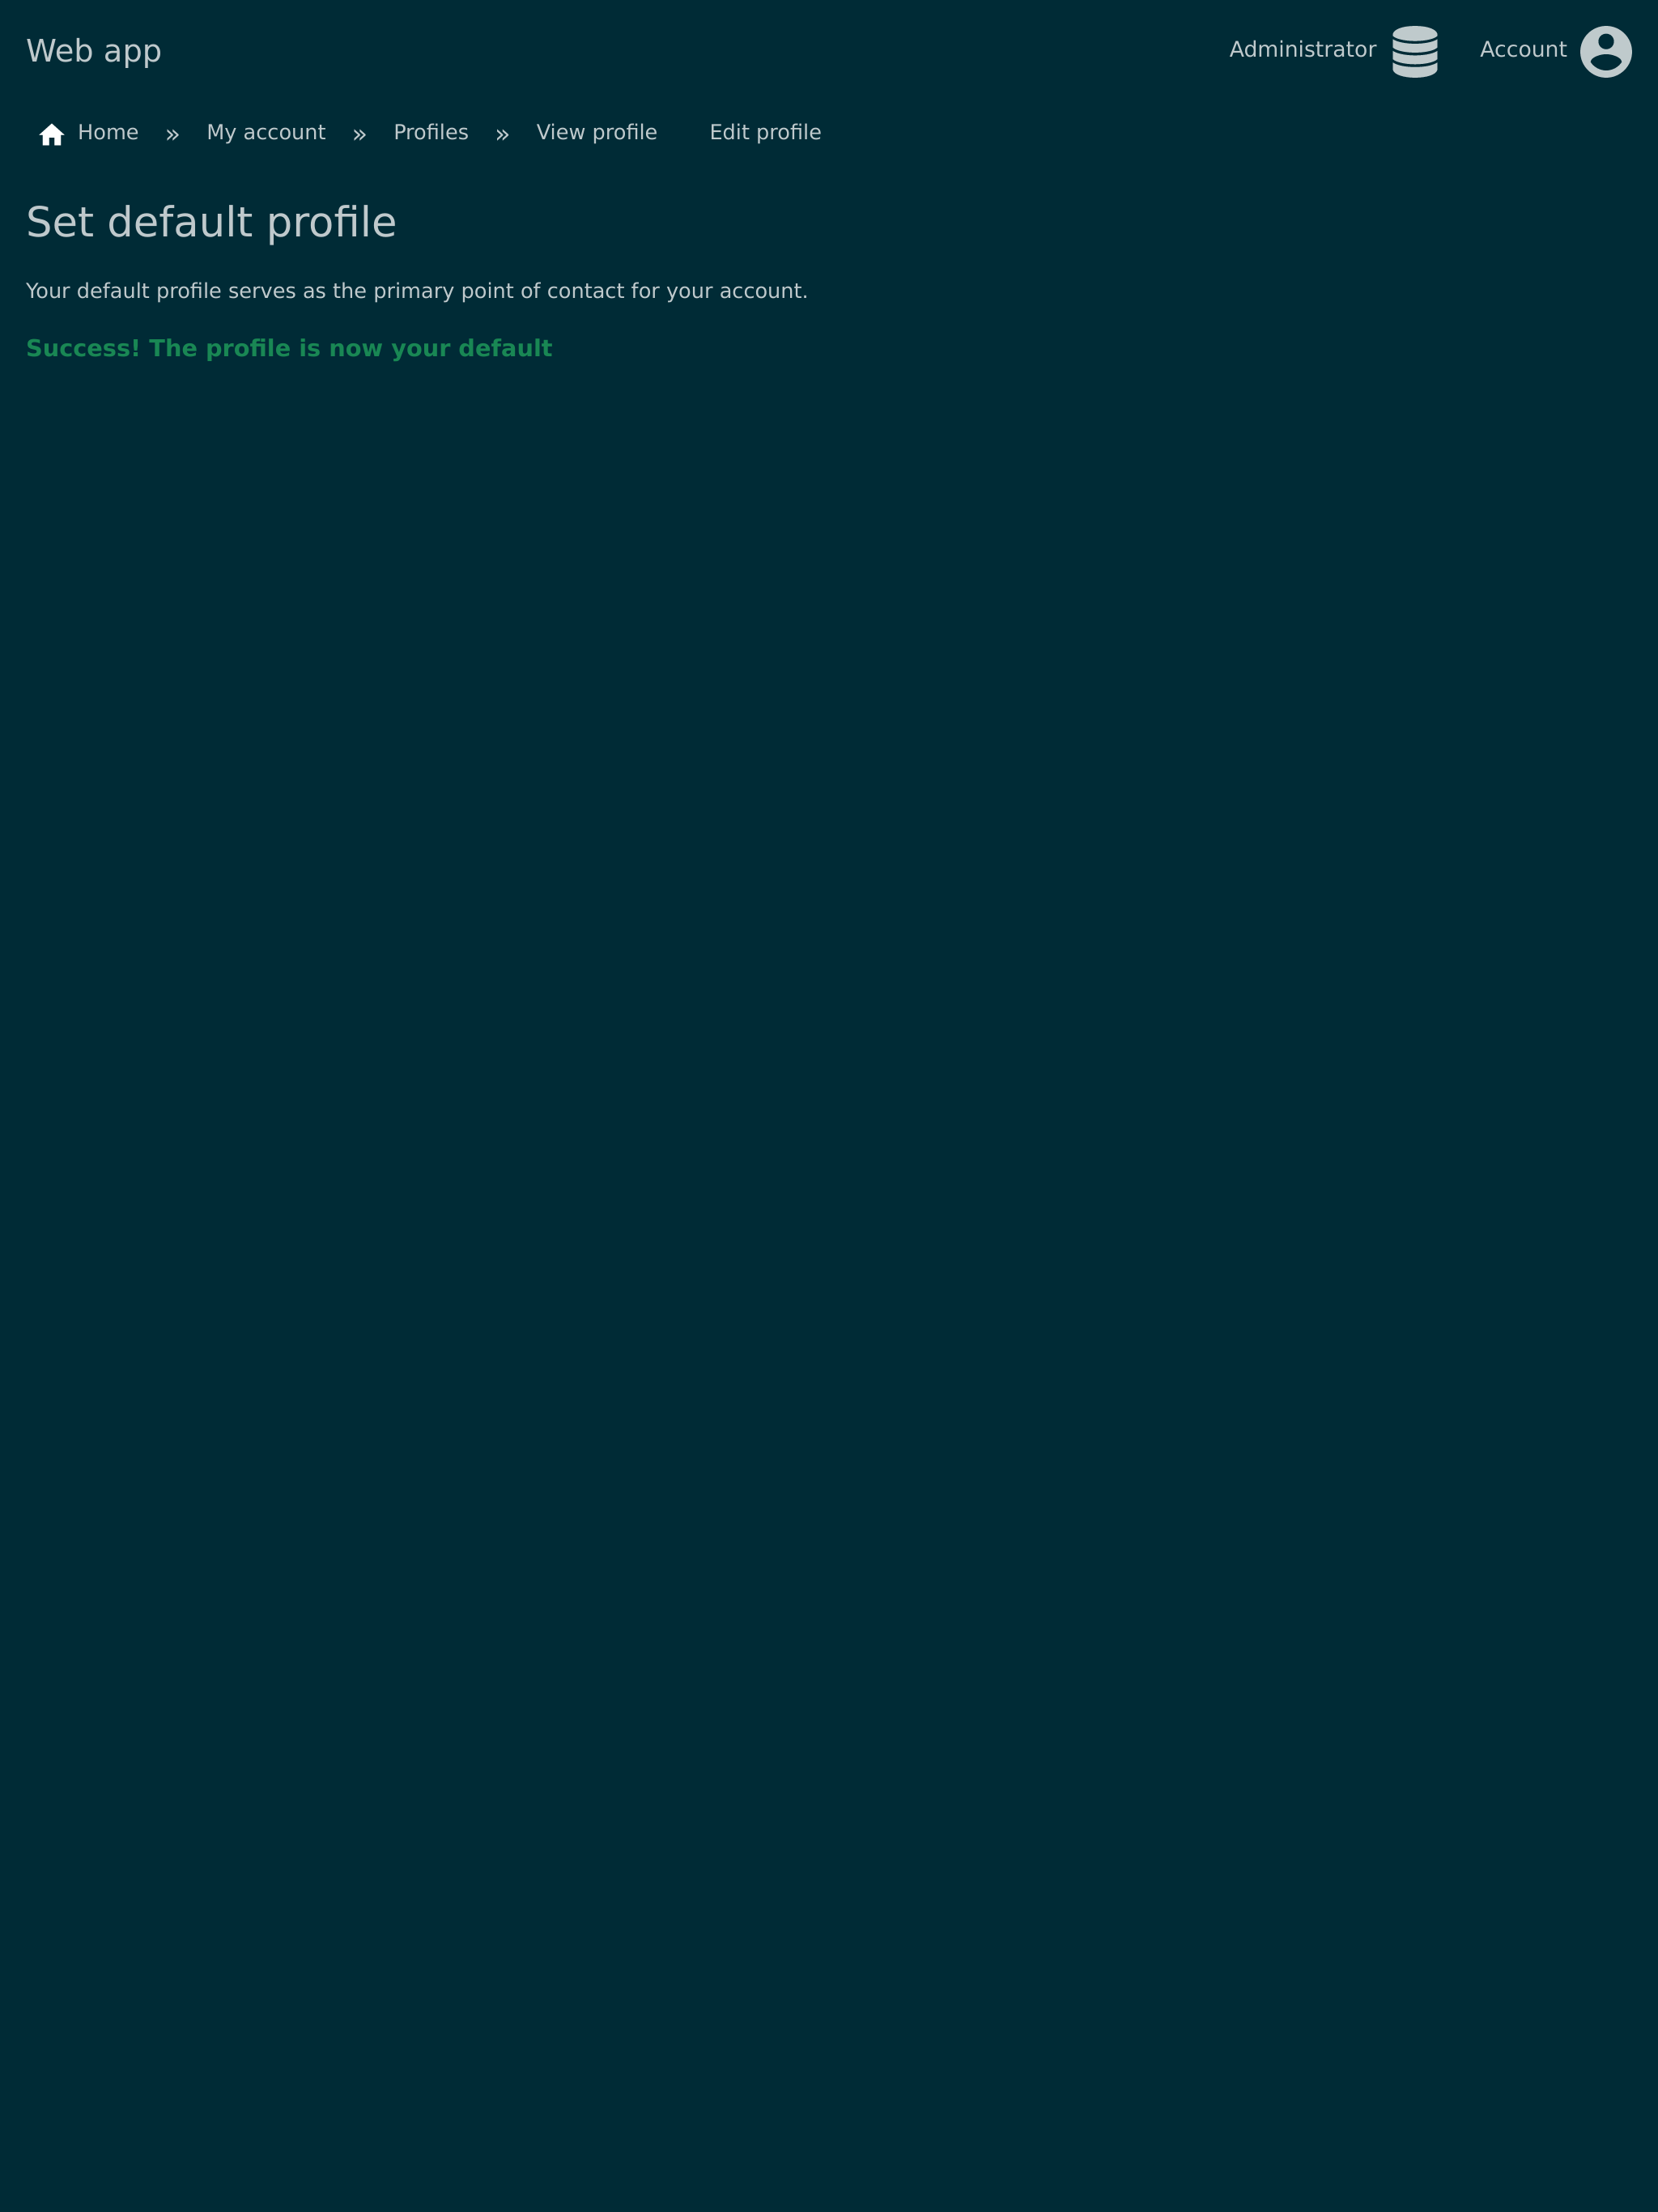 Web app
Administrator
Account
Home » My account » Profiles » View profile Edit profile
Set default profile
Your default profile serves as the primary point of contact for your account.
Success! The profile is now your default